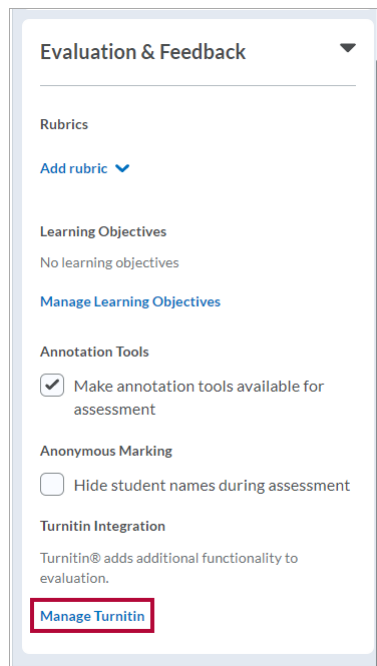 Evaluation & Feedback
Rubrics
Add rubric
Learning Objectives
No learning objectives
Manage Learning Objectives
Annotation Tools
Make annotation tools available for
assessment
Anonymous Marking
Hide student names during assessment
Turnitin Integration
Turnitin® adds additional functionality to
evaluation.
Manage Turnitin